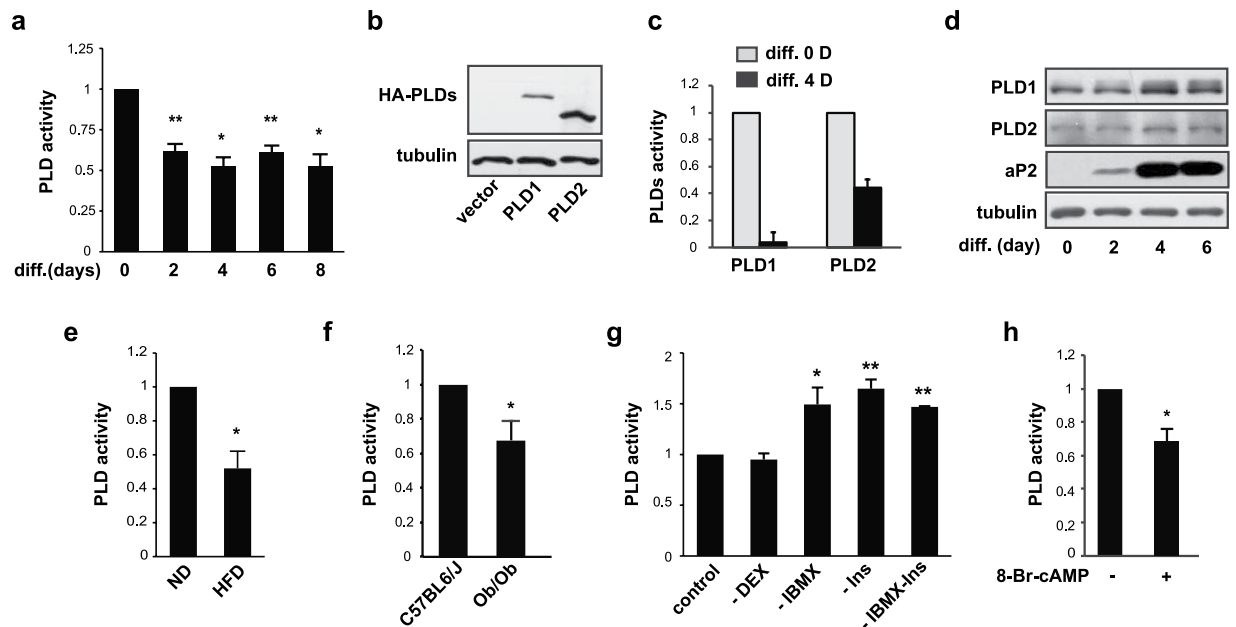 a
1.25
1
0.75
0.5
0.25
0
PLD activity
** * ** *
diff.(days) 0 2 4 6 8
b
HA-PLDs
tubulin
vector PLD1 PLD2
c
diff. 0 D
diff. 4 D
1.2
1
0.8
0.6
0.4
0.2
0
PLDs activity
PLD1 PLD2
d
PLD1
PLD2
aP2
tubulin
diff. (day) 0 2 4 6
e
1.2
1
0.8
0.6
0.4
0.2
0
PLD activity
*
ND HFD
f
1.2
1
0.8
0.6
0.4
0.2
0
PLD activity
*
C57BL6/J Ob/Ob
g
2
1.5
1
0.5
0
PLD activity
* ** **
control - DEX - IBMX - Ins - IBMX-Ins
h
1.2
1
0.8
0.6
0.4
0.2
0
PLD activity
*
8-Br-cAMP - +